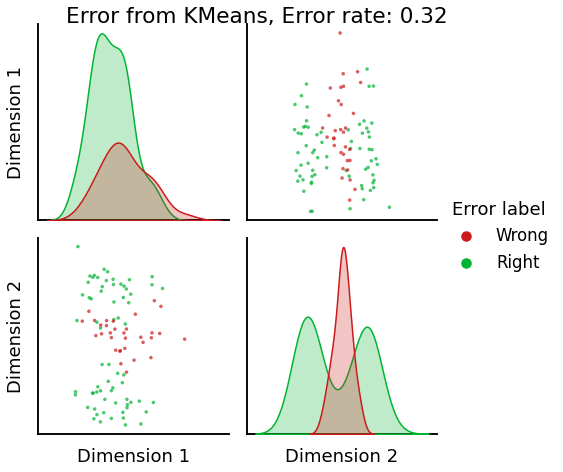 Error from KMeans, Error rate: 0.32
Dimension 1
Error label
Wrong
Right
Dimension 2
Dimension 1
Dimension 2